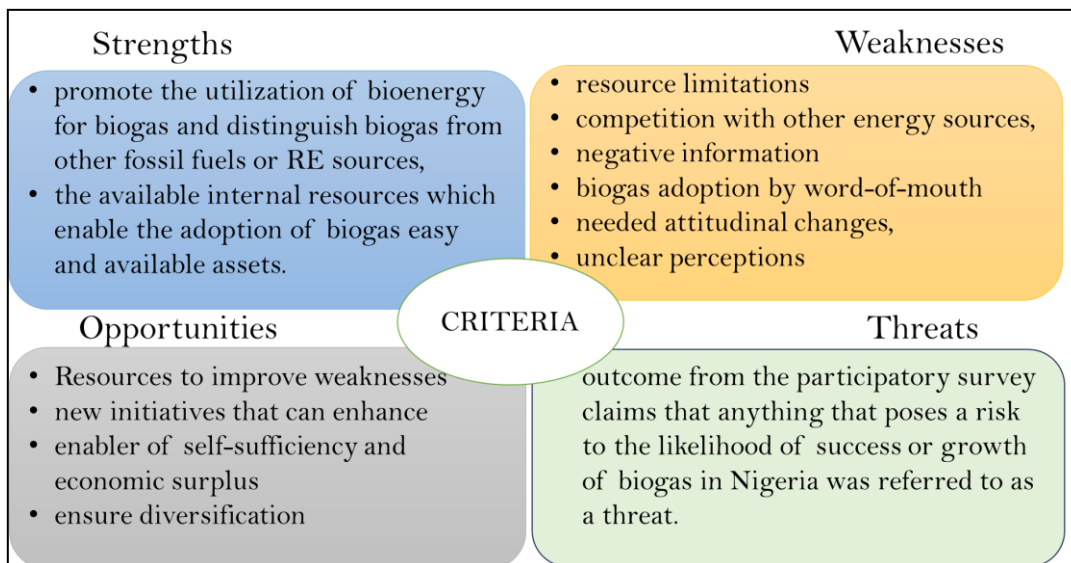 Strengths
• promote the utilization of bioenergy
for biogas and distinguish biogas from
other fossil fuels or RE sources,
• the available internal resources which
enable the adoption of biogas easy
and available assets.
Weaknesses
• resource limitations
• competition with other energy sources,
• negative information
• biogas adoption by word-of-mouth
• needed attitudinal changes,
• unclear perceptions
CRITERIA
Opportunities
• Resources to improve weaknesses
• new initiatives that can enhance
• enabler of self-sufficiency and
economic surplus
• ensure diversification
Threats
outcome from the participatory survey
claims that anything that poses a risk
to the likelihood of success or growth
of biogas in Nigeria was referred to as
a threat.